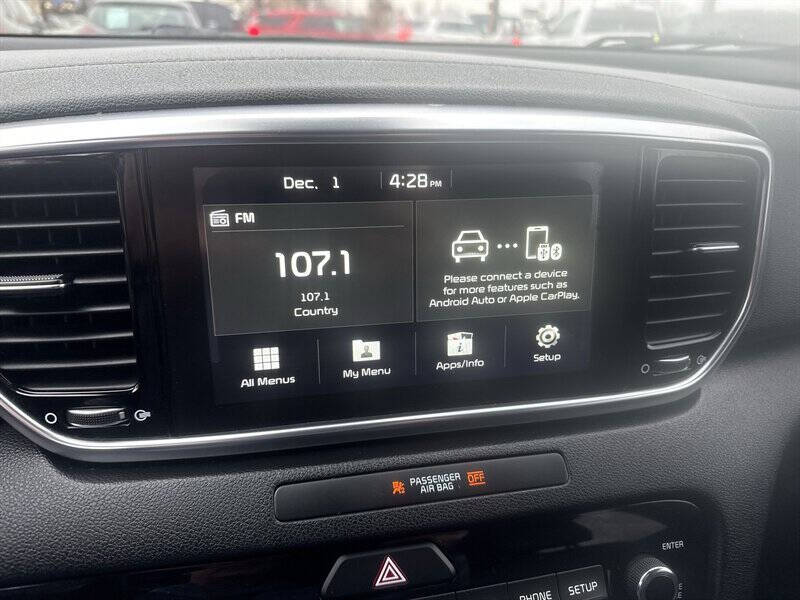 Dec. 1
4:28 PM
FM
107.1
107.1
Country
Please connect a device
for more features such as
Android Auto or Apple CarPlay.
All Menus
My Menu
Apps/Info
Setup
PASSENGER
AIR BAG
OFF
ENTER
PHONE
SETUP